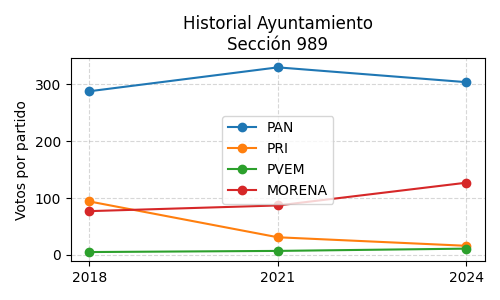 Historial Ayuntamiento
Sección 989
Votos por partido
300
200
100
0
PAN
PRI
PVEM
MORENA
2018
2021
2024